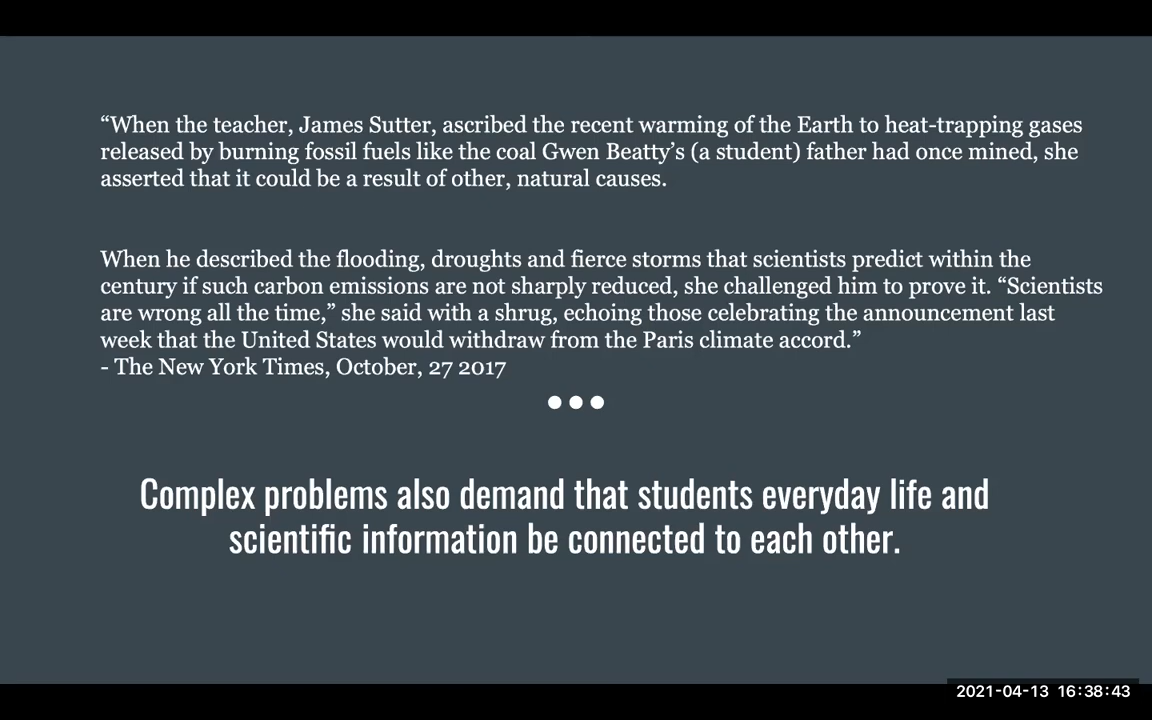 “When the teacher, James Sutter, ascribed the recent warming of the Earth to heat-trapping gases
released by burning fossil fuels like the coal Gwen Beatty’s (a student) father had once mined, she
asserted that it could be a result of other, natural causes.
When he described the flooding, droughts and fierce storms that scientists predict within the
century if such carbon emissions are not sharply reduced, she challenged him to prove it. “Scientists
are wrong all the time,” she said with a shrug, echoing those celebrating the announcement last
week that the United States would withdraw from the Paris climate accord.”
- The New York Times, October, 27 2017
Complex problems also demand that students everyday life and
scientific information be connected to each other.
2021-04-13 16:38:43